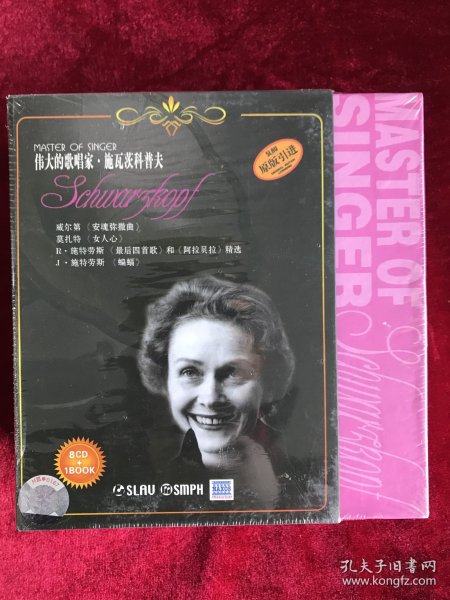 MASTER OF SINGER
伟大的歌唱家·施瓦茨科普夫
Schwarzkopf
原版引进
威尔第 《安魂弥撒曲》
莫扎特 《女人心》
R·施特劳斯 《最后四首歌》和《阿拉贝拉》精选
J·施特劳斯 《蝙蝠》
8CD
+
1BOOK
SLAV
SMPH
NAXOS
MASTER OF
SINGER
Schwarzkopf
孔夫子旧书网
www.kongfz.com